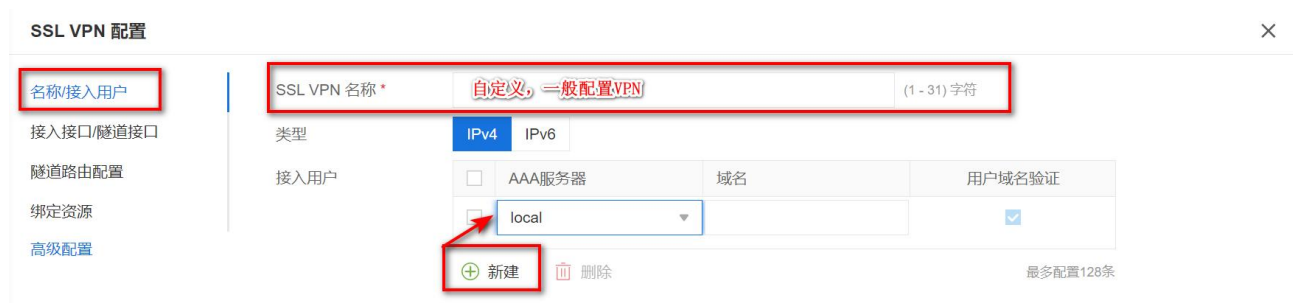 SSL VPN 配置
名称/接入用户
接入接口/隧道接口
隧道路由配置
绑定资源
高级配置
SSL VPN 名称 * 自定义，一般配置VPN (1 - 31) 字符
类型 IPv4 IPv6
接入用户 AAA服务器 域名 用户域名验证
local
新建 删除 最多配置128条